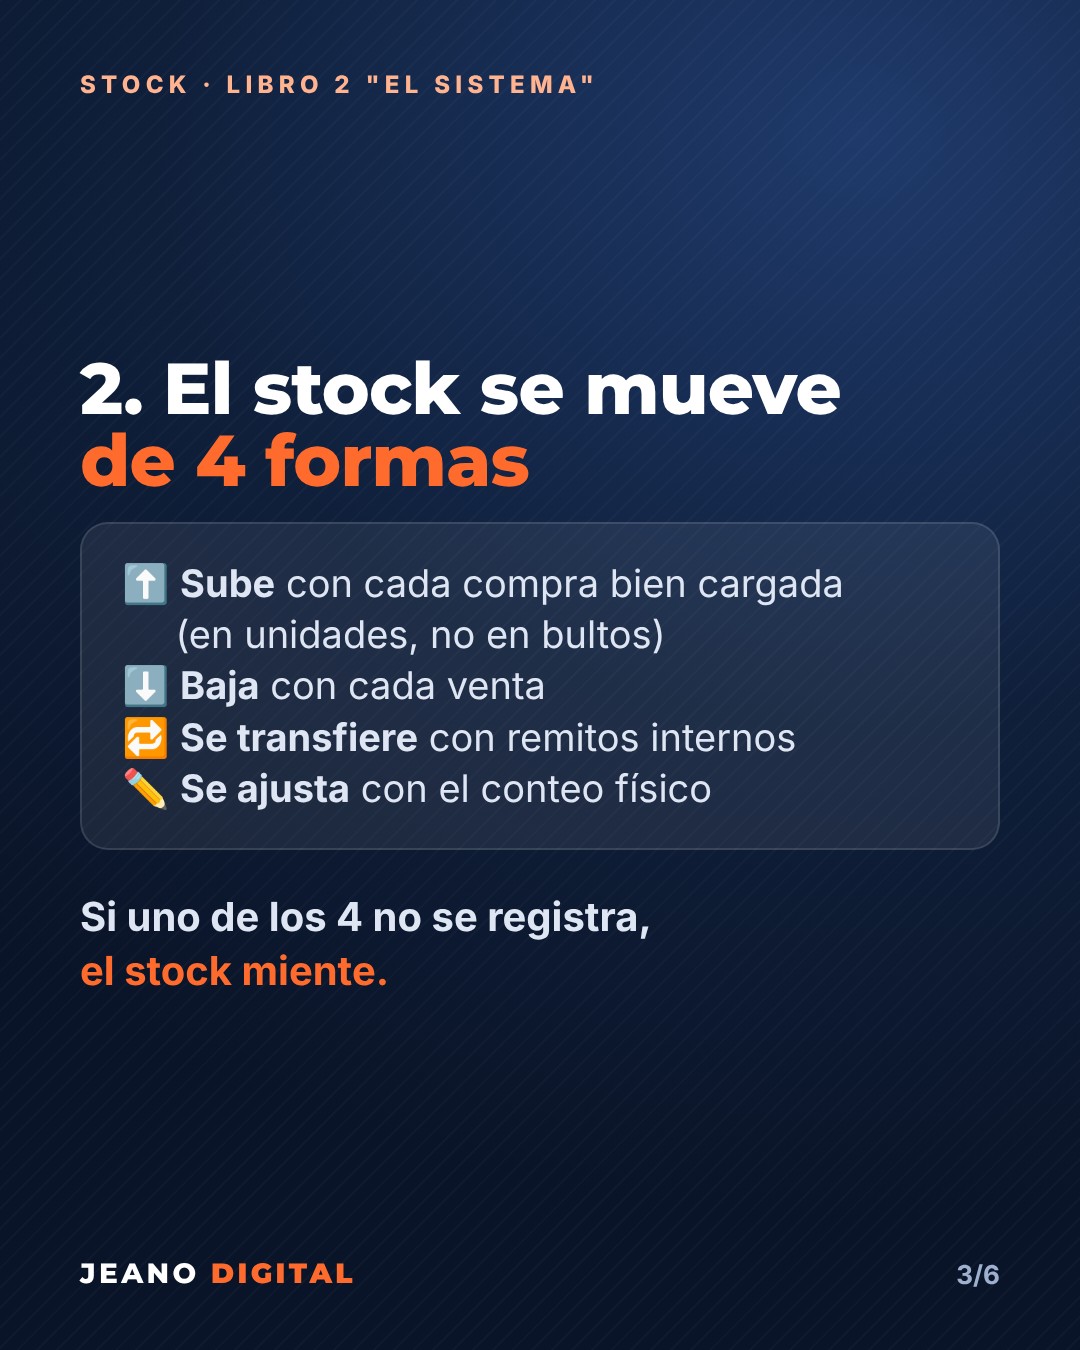 STOCK · LIBRO 2 "EL SISTEMA"
2. El stock se mueve
de 4 formas
⬆️ Sube con cada compra bien cargada
(en unidades, no en bultos)
⬇️ Baja con cada venta
🔁 Se transfiere con remitos internos
✏️ Se ajusta con el conteo físico
Si uno de los 4 no se registra,
el stock miente.
JEANO DIGITAL
3/6